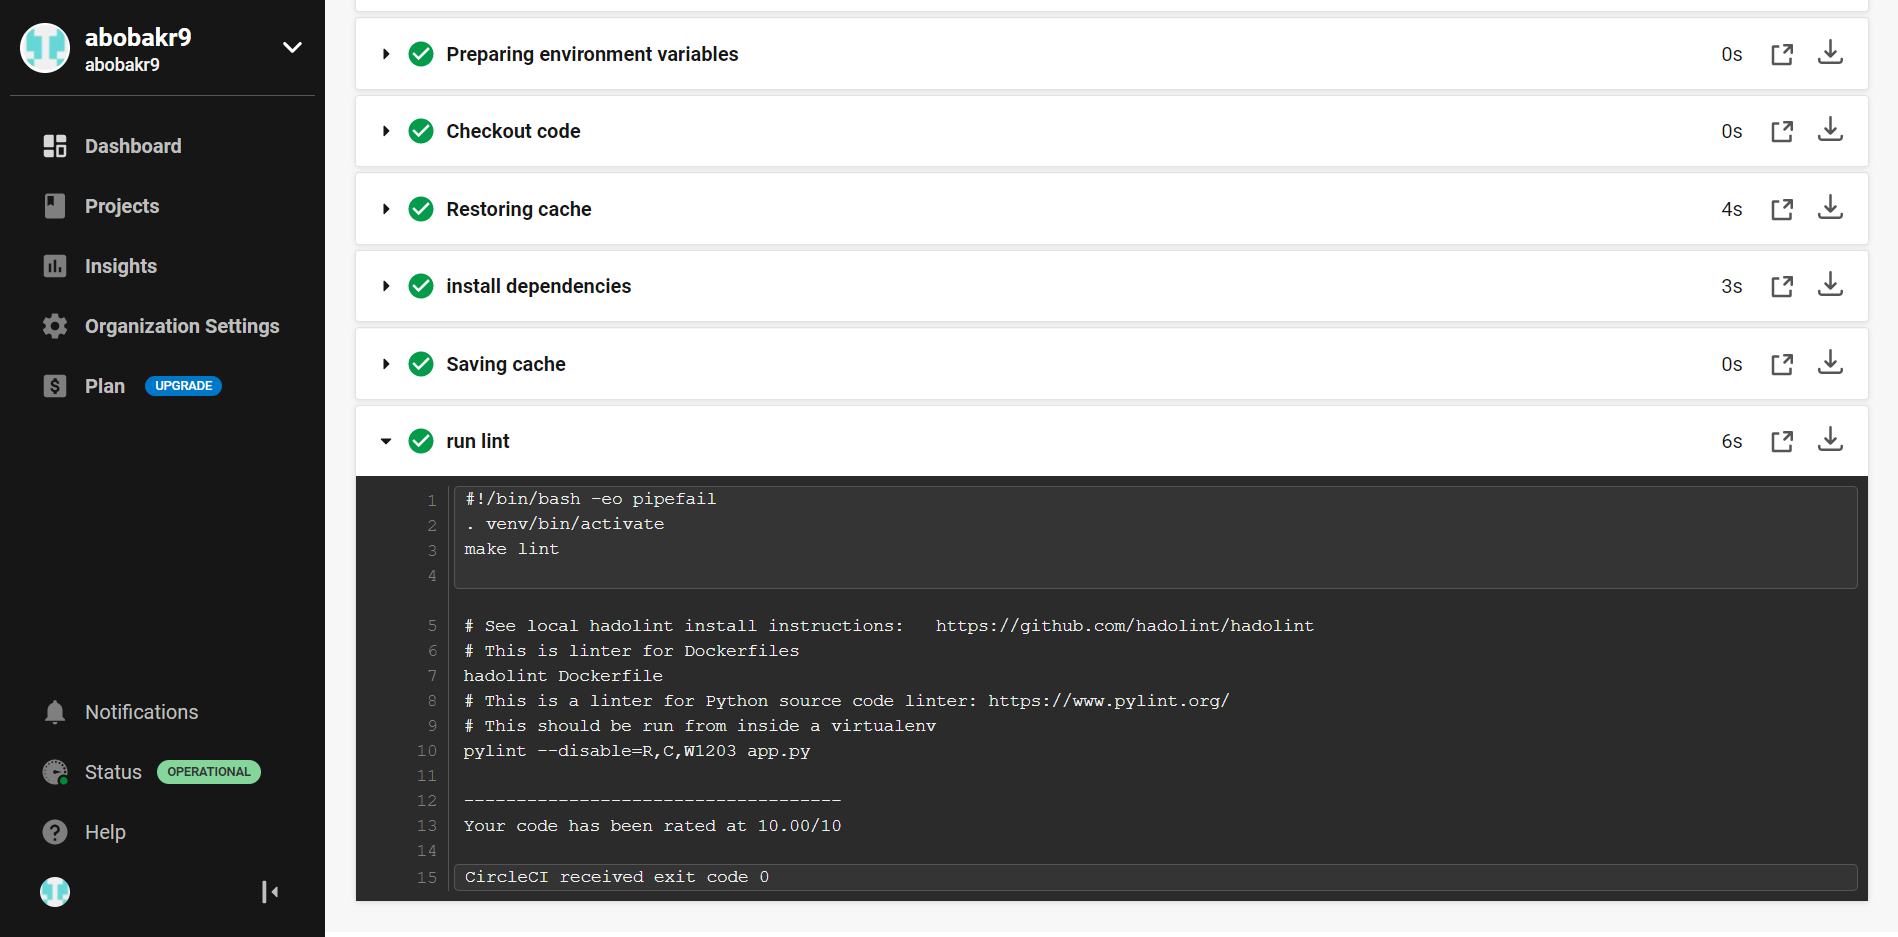 abobakr9
abobakr9
Dashboard
Projects
Insights
Organization Settings
Plan UPGRADE
Notifications
Status OPERATIONAL
Help
Preparing environment variables 0s
Checkout code 0s
Restoring cache 4s
install dependencies 3s
Saving cache 0s
run lint 6s
1 #!/bin/bash -eo pipefail
2 . venv/bin/activate
3 make lint
4
5 # See local hadolint install instructions:   https://github.com/hadolint/hadolint
6 # This is linter for Dockerfiles
7 hadolint Dockerfile
8 # This is a linter for Python source code linter: https://www.pylint.org/
9 # This should be run from inside a virtualenv
10 pylint --disable=R,C,W1203 app.py
11
12 ------------------------------------
13 Your code has been rated at 10.00/10
14
15 CircleCI received exit code 0